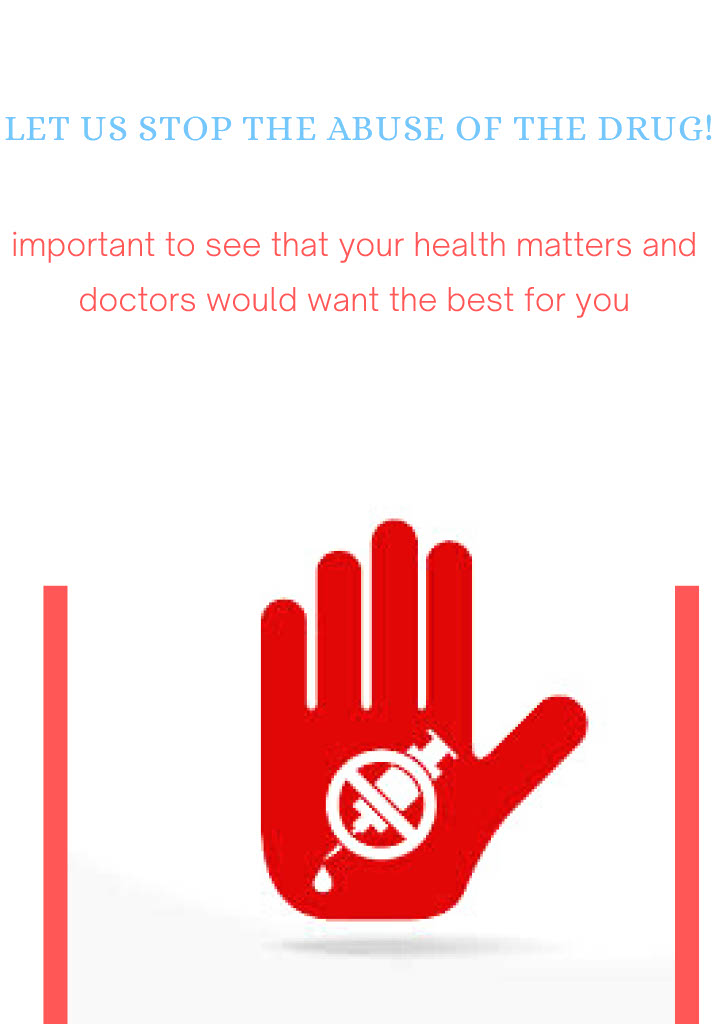 LET US STOP THE ABUSE OF THE DRUG!
important to see that your health matters and
doctors would want the best for you